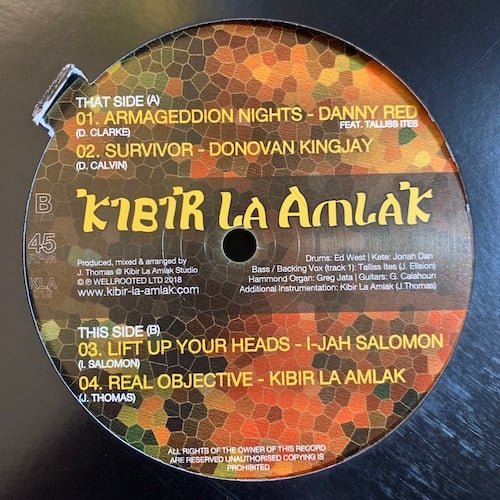 THAT SIDE (A)
01. ARMAGEDDION NIGHTS - DANNY RED
(D. CLARKE)
FEAT. TALLISS ITES
02. SURVIVOR - DONOVAN KINGJAY
(D. CALVIN)
KIBIR LA AMLAK
B
45
KLA
Produced, mixed & arranged by
J. Thomas @ Kibir La Amlak Studio
© ℗ WELLROOTED LTD 2018
www.kibir-la-amlak.com
Drums: Ed West | Kete: Jonah Dan
Bass / Backing Vox (track 1): Talliss Ites (J. Ellsion)
Hammond Organ: Greg Jata | Guitars: G. Calahoun
Additional Instrumentation: Kibir La Amlak (J.Thomas)
THIS SIDE (B)
03. LIFT UP YOUR HEADS - I-JAH SALOMON
(I. SALOMON)
04. REAL OBJECTIVE - KIBIR LA AMLAK
(J. THOMAS)
ALL RIGHTS OF THE OWNER OF THIS RECORD
ARE RESERVED UNAUTHORISED COPYING IS
PROHIBITED